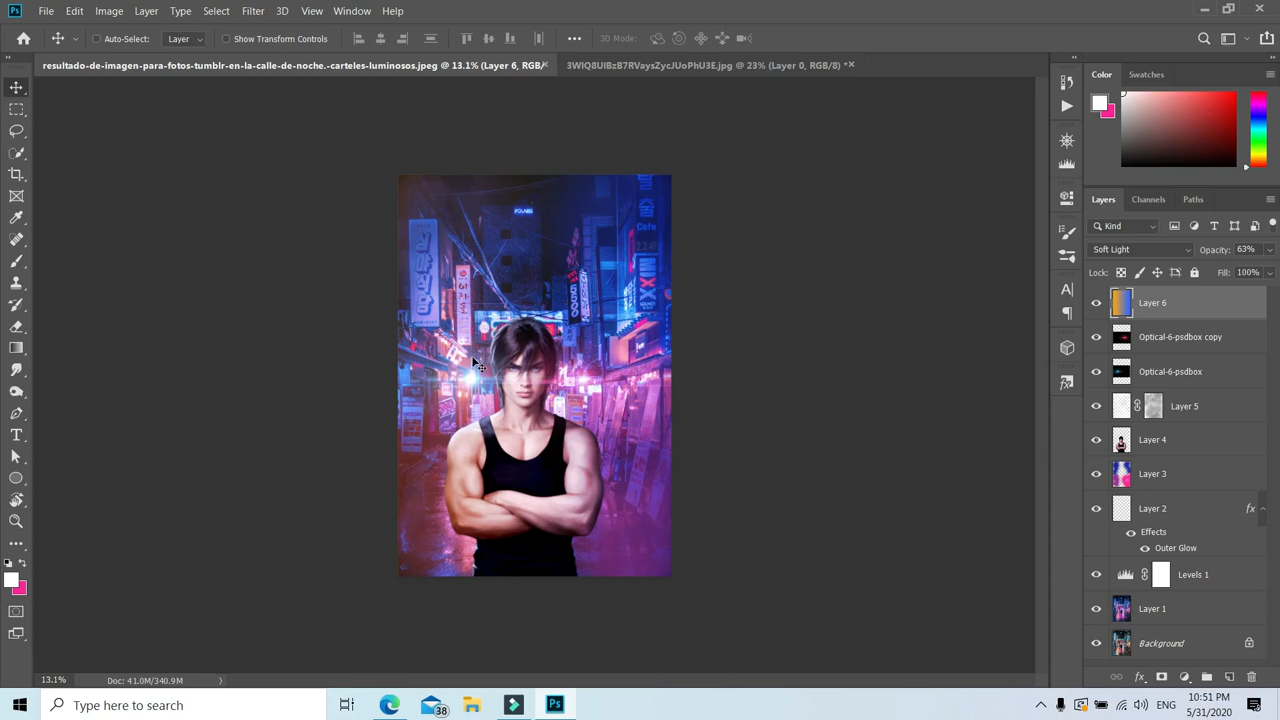 File Edit Image Layer Type Select Filter 3D View Window Help
Auto-Select: Layer Show Transform Controls 3D Mode:
resultado-de-imagen-para-fotos-tumblr-en-la-calle-de-noche.-carteles-luminosos.jpeg @ 13.1% (Layer 6, RGB/
3WIQ8UIBzB7RVaysZycJUoPhU3E.jpg @ 23% (Layer 0, RGB/8) *
Color Swatches
Layers Channels Paths
Kind
Soft Light Opacity: 63%
Lock: Fill: 100%
Layer 6
Optical-6-psdbox copy
Optical-6-psdbox
Layer 5
Layer 4
Layer 3
Layer 2 fx
Effects
Outer Glow
Levels 1
Layer 1
Background
POLARIS
Cafe
MIXX
13.1% Doc: 41.0M/340.9M
Type here to search
38
Ps
ENG
10:51 PM
5/31/2020